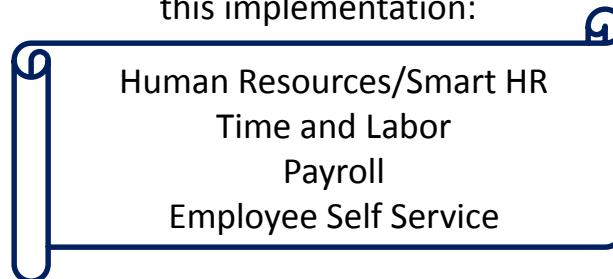 this implementation:
Human Resources/Smart HR
Time and Labor
Payroll
Employee Self Service